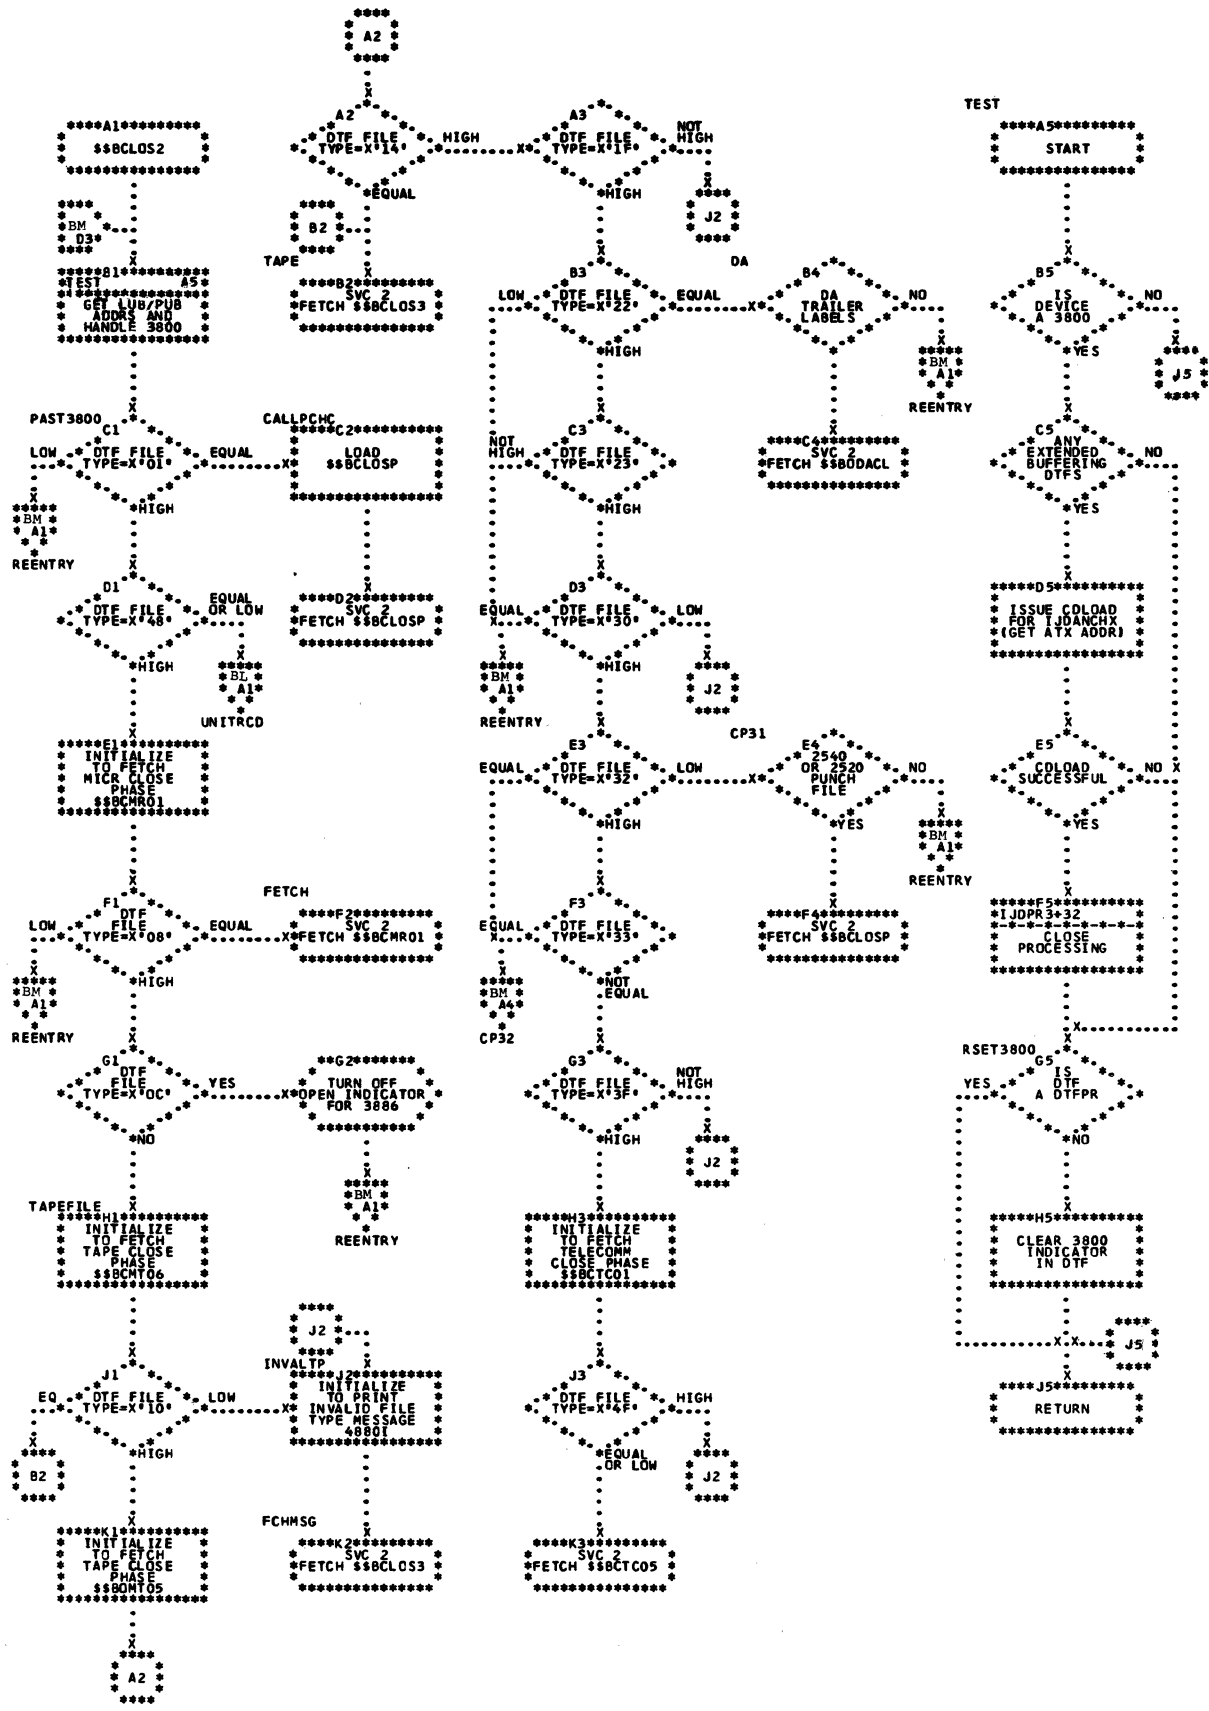 A2
A1
$$BCLOS2
BM
D3
B1
TEST A5
GET LUB/PUB
ADDRS AND
HANDLE 3800
PAST3800
C1
LOW
DTF FILE
TYPE=X'01'
EQUAL
HIGH
BM
A1
REENTRY
D1
DTF FILE
TYPE=X'48'
EQUAL
OR LOW
HIGH
BL
A1
UNITRCD
E1
INITIALIZE
TO FETCH
MICR CLOSE
PHASE
$$BCMR01
F1
LOW
DTF
FILE
TYPE=X'08'
EQUAL
HIGH
BM
A1
REENTRY
G1
DTF
FILE
TYPE=X'0C'
YES
NO
TAPEFILE
H1
INITIALIZE
TO FETCH
TAPE CLOSE
PHASE
$$BCMT06
J1
EQ
DTF FILE
TYPE=X'10'
LOW
HIGH
B2
K1
INITIALIZE
TO FETCH
TAPE CLOSE
PHASE
$$BOMT05
A2
A2
DTF FILE
TYPE=X'14'
HIGH
EQUAL
B2
TAPE
B2
SVC 2
FETCH $$BCLOS3
CALLPCHC
C2
LOAD
$$BCLOSP
D2
SVC 2
FETCH $$BCLOSP
FETCH
F2
SVC 2
FETCH $$BCMR01
G2
TURN OFF
OPEN INDICATOR
FOR 3886
BM
A1
REENTRY
J2
INVALTP
J2
INITIALIZE
TO PRINT
INVALID FILE
TYPE MESSAGE
4880I
FCHMSG
K2
SVC 2
FETCH $$BCLOS3
A3
DTF FILE
TYPE=X'1F'
NOT
HIGH
HIGH
J2
B3
LOW
DTF FILE
TYPE=X'22'
EQUAL
HIGH
C3
NOT
HIGH
DTF FILE
TYPE=X'23'
HIGH
D3
EQUAL
DTF FILE
TYPE=X'30'
LOW
BM
A1
REENTRY
J2
E3
EQUAL
DTF FILE
TYPE=X'32'
LOW
HIGH
F3
EQUAL
DTF FILE
TYPE=X'33'
NOT
EQUAL
BM
A4
CP32
G3
DTF FILE
TYPE=X'3F'
NOT
HIGH
HIGH
J2
H3
INITIALIZE
TO FETCH
TELECOMM
CLOSE PHASE
$$BCTC01
J3
DTF FILE
TYPE=X'4F'
HIGH
EQUAL
OR LOW
J2
K3
SVC 2
FETCH $$BCTC05
DA
B4
DA
TRAILER
LABELS
NO
BM
A1
REENTRY
C4
SVC 2
FETCH $$BODACL
CP31
E4
2540
OR 2520
PUNCH
FILE
NO
YES
BM
A1
REENTRY
F4
SVC 2
FETCH $$BCLOSP
TEST
A5
START
B5
IS
DEVICE
A 3800
NO
YES
J5
C5
ANY
EXTENDED
BUFFERING
DTFS
NO
YES
D5
ISSUE CDLOAD
FOR IJDANCHX
(GET ATX ADDR)
E5
CDLOAD
SUCCESSFUL
NO
YES
F5
IJDPR3+32
CLOSE
PROCESSING
RSET3800
G5
YES
IS
DTF
A DTFPR
NO
H5
CLEAR 3800
INDICATOR
IN DTF
J5
J5
RETURN